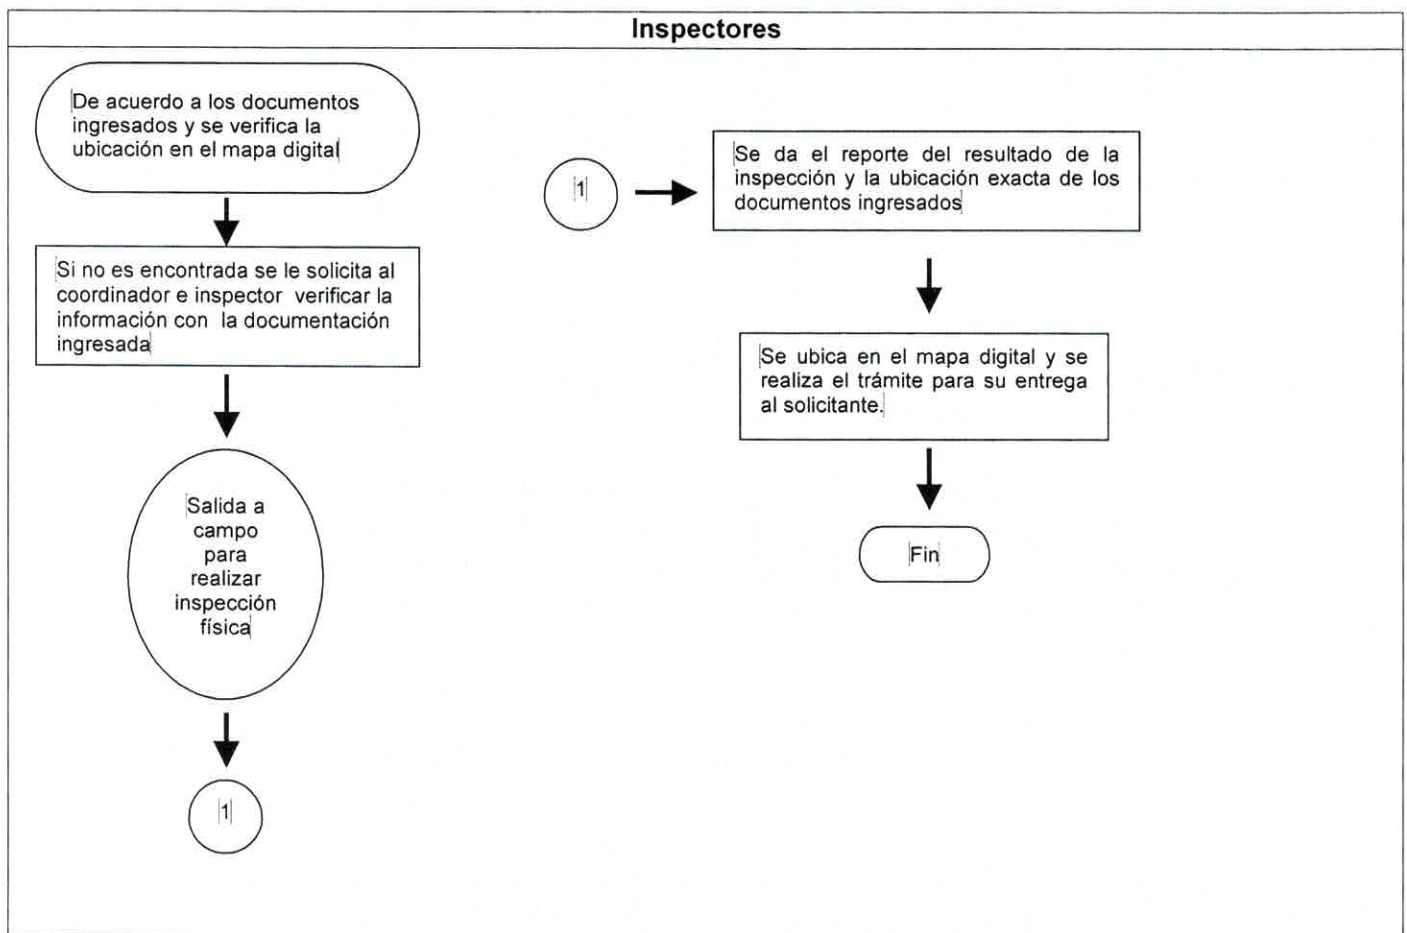 Inspectores
De acuerdo a los documentos
ingresados y se verifica la
ubicación en el mapa digital
Si no es encontrada se le solicita al
coordinador e inspector verificar la
información con la documentación
ingresada
Salida a
campo
para
realizar
inspección
física
1
1
Se da el reporte del resultado de la
inspección y la ubicación exacta de los
documentos ingresados
Se ubica en el mapa digital y se
realiza el trámite para su entrega
al solicitante.
Fin